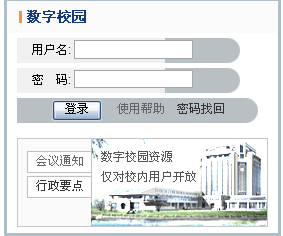 数字校园
用户名:
密 码:
登录 使用帮助 密码找回
会议通知
行政要点
数字校园资源
仅对校内用户开放